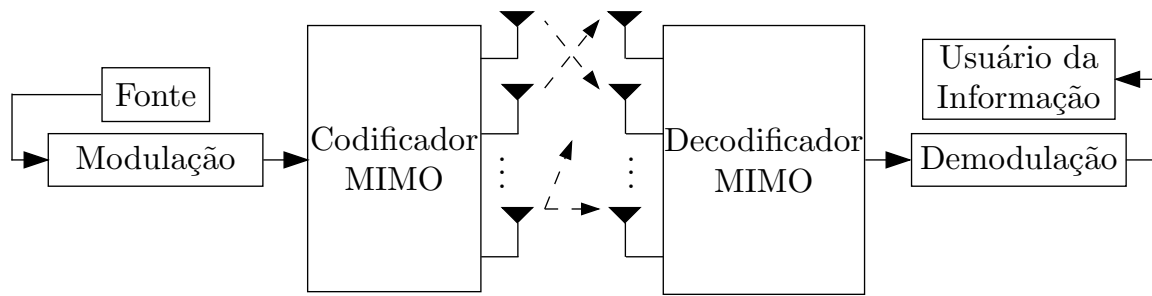 Fonte
Modulação
Codificador
MIMO
Decodificador
MIMO
Demodulação
Usuário da
Informação